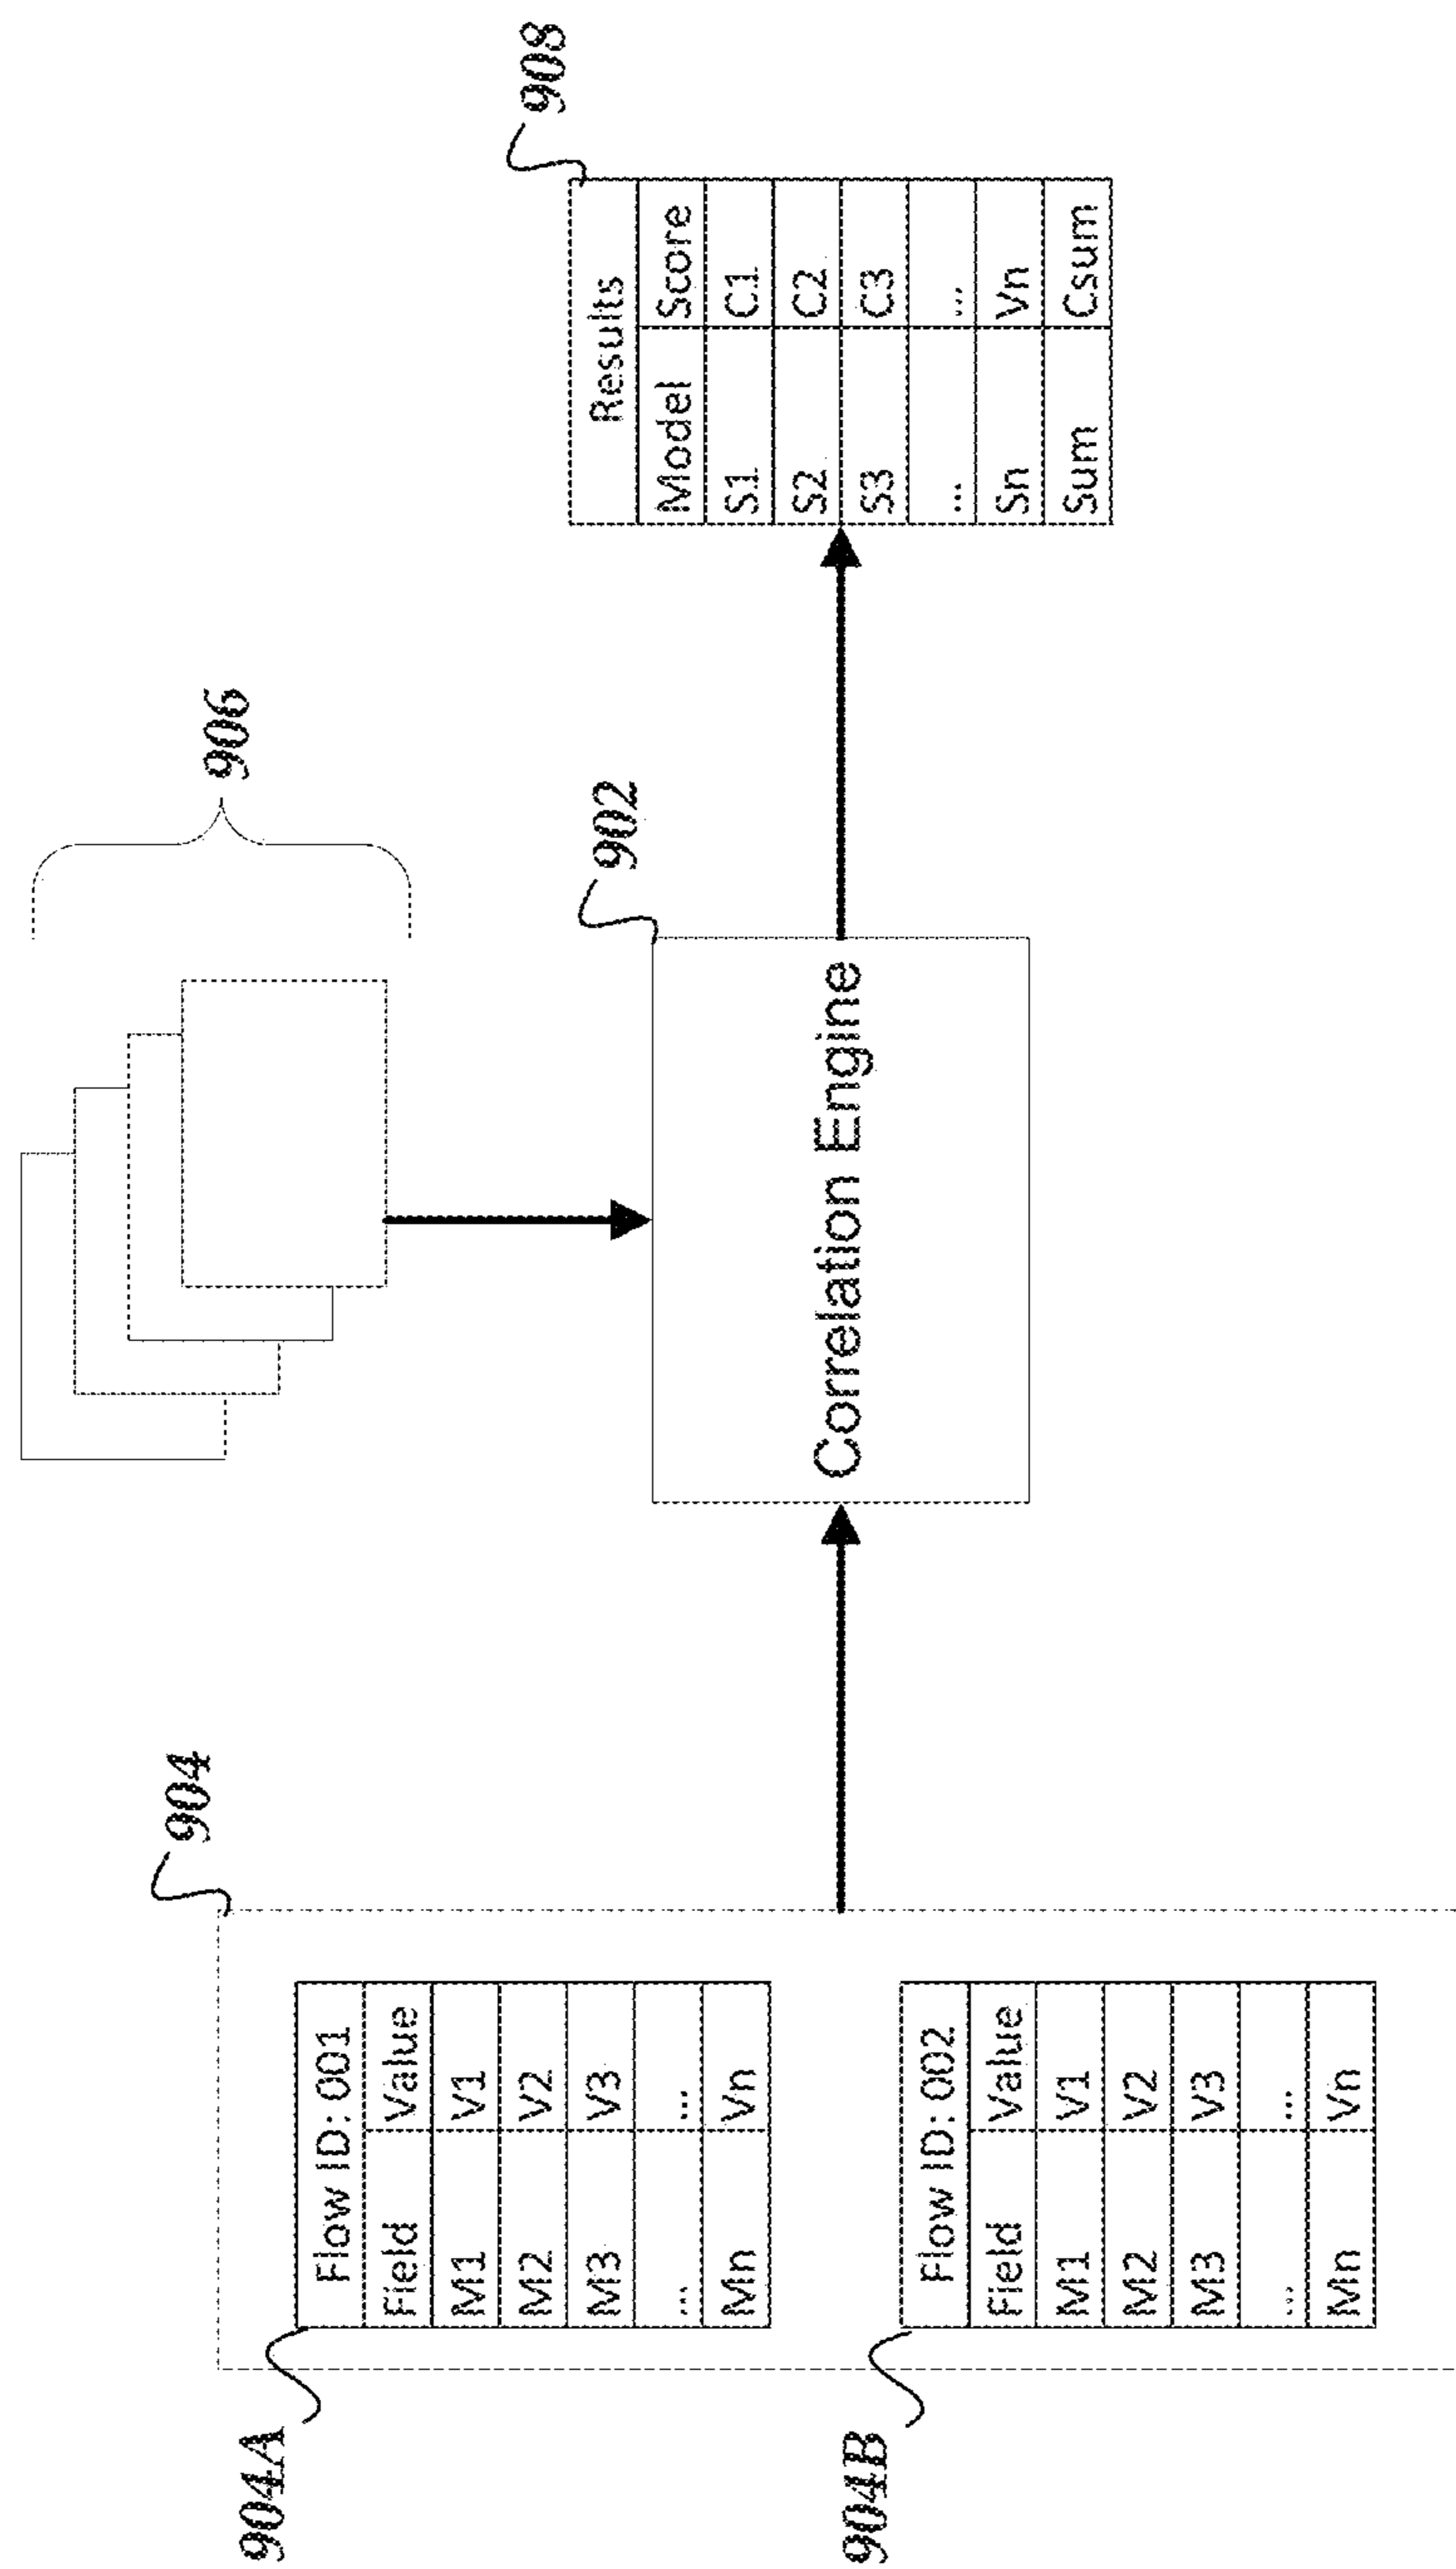 906
904
904A
Flow ID: 001
Field Value
M1 V1
M2 V2
M3 V3
... ...
Mn Vn
904B
Flow ID: 002
Field Value
M1 V1
M2 V2
M3 V3
... ...
Mn Vn
902
Correlation Engine
908
Results
Model Score
S1 C1
S2 C2
S3 C3
... ...
Sn Vn
Sum Csum